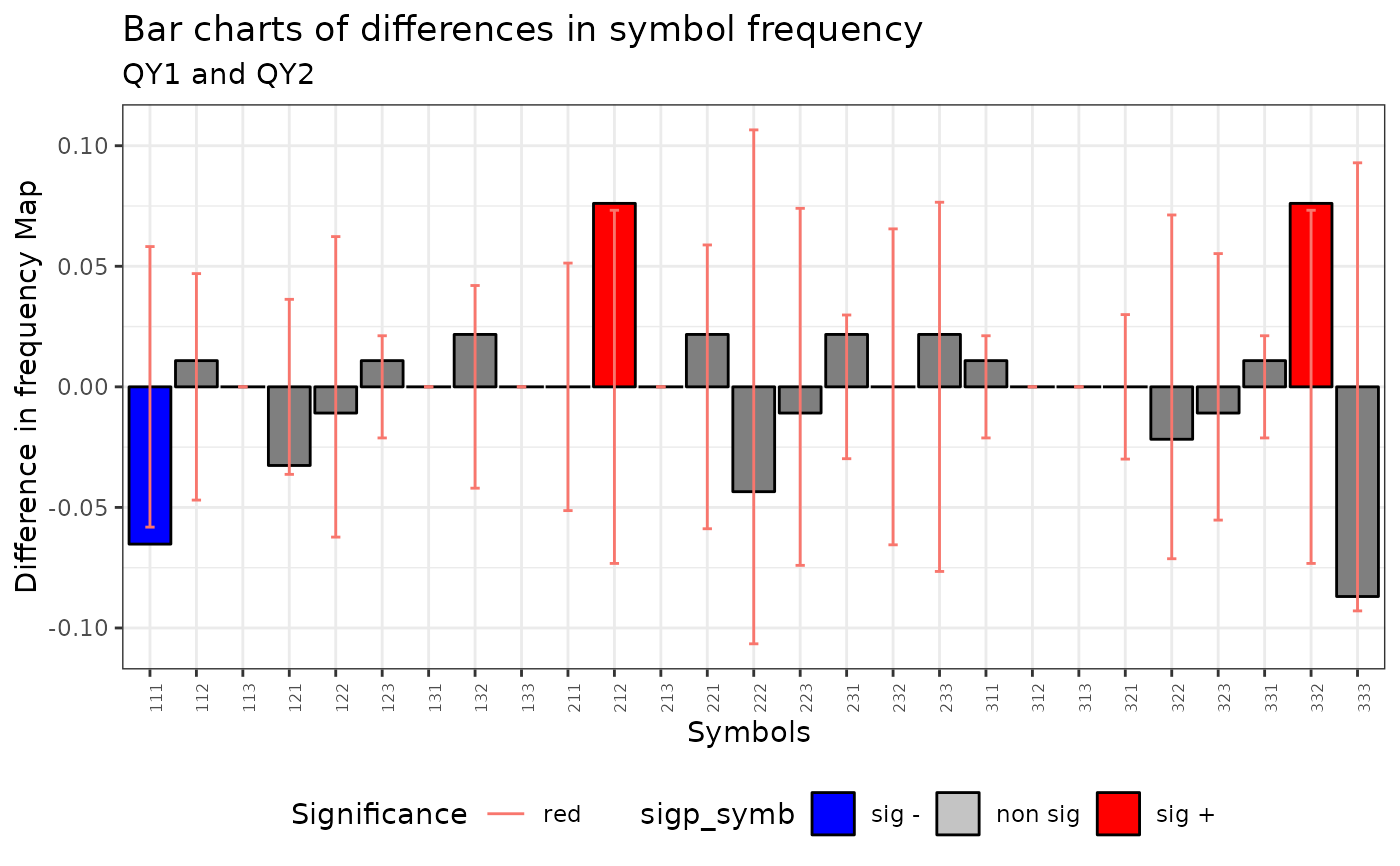 Bar charts of differences in symbol frequency
QY1 and QY2
Difference in frequency Map
0.10
0.05
0.00
-0.05
-0.10
111 112 113 121 122 123 131 132 133 211 212 213 221 222 223 231 232 233 311 312 313 321 322 323 331 332 333
Symbols
Significance red sigp_symb sig - non sig sig +